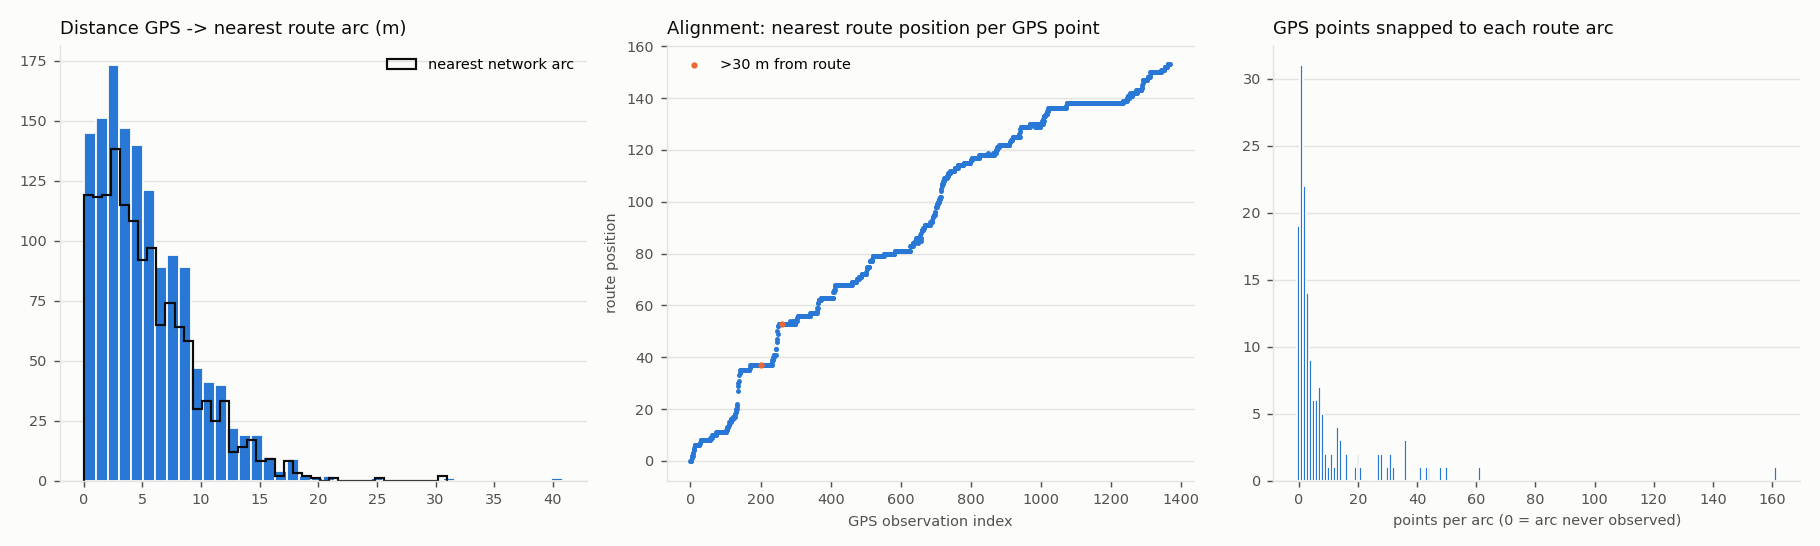 Distance GPS -> nearest route arc (m)
nearest network arc
175
150
125
100
75
50
25
0
0 5 10 15 20 25 30 35 40
Alignment: nearest route position per GPS point
>30 m from route
route position
160
140
120
100
80
60
40
20
0
0 200 400 600 800 1000 1200 1400
GPS observation index
GPS points snapped to each route arc
30
25
20
15
10
5
0
0 20 40 60 80 100 120 140 160
points per arc (0 = arc never observed)